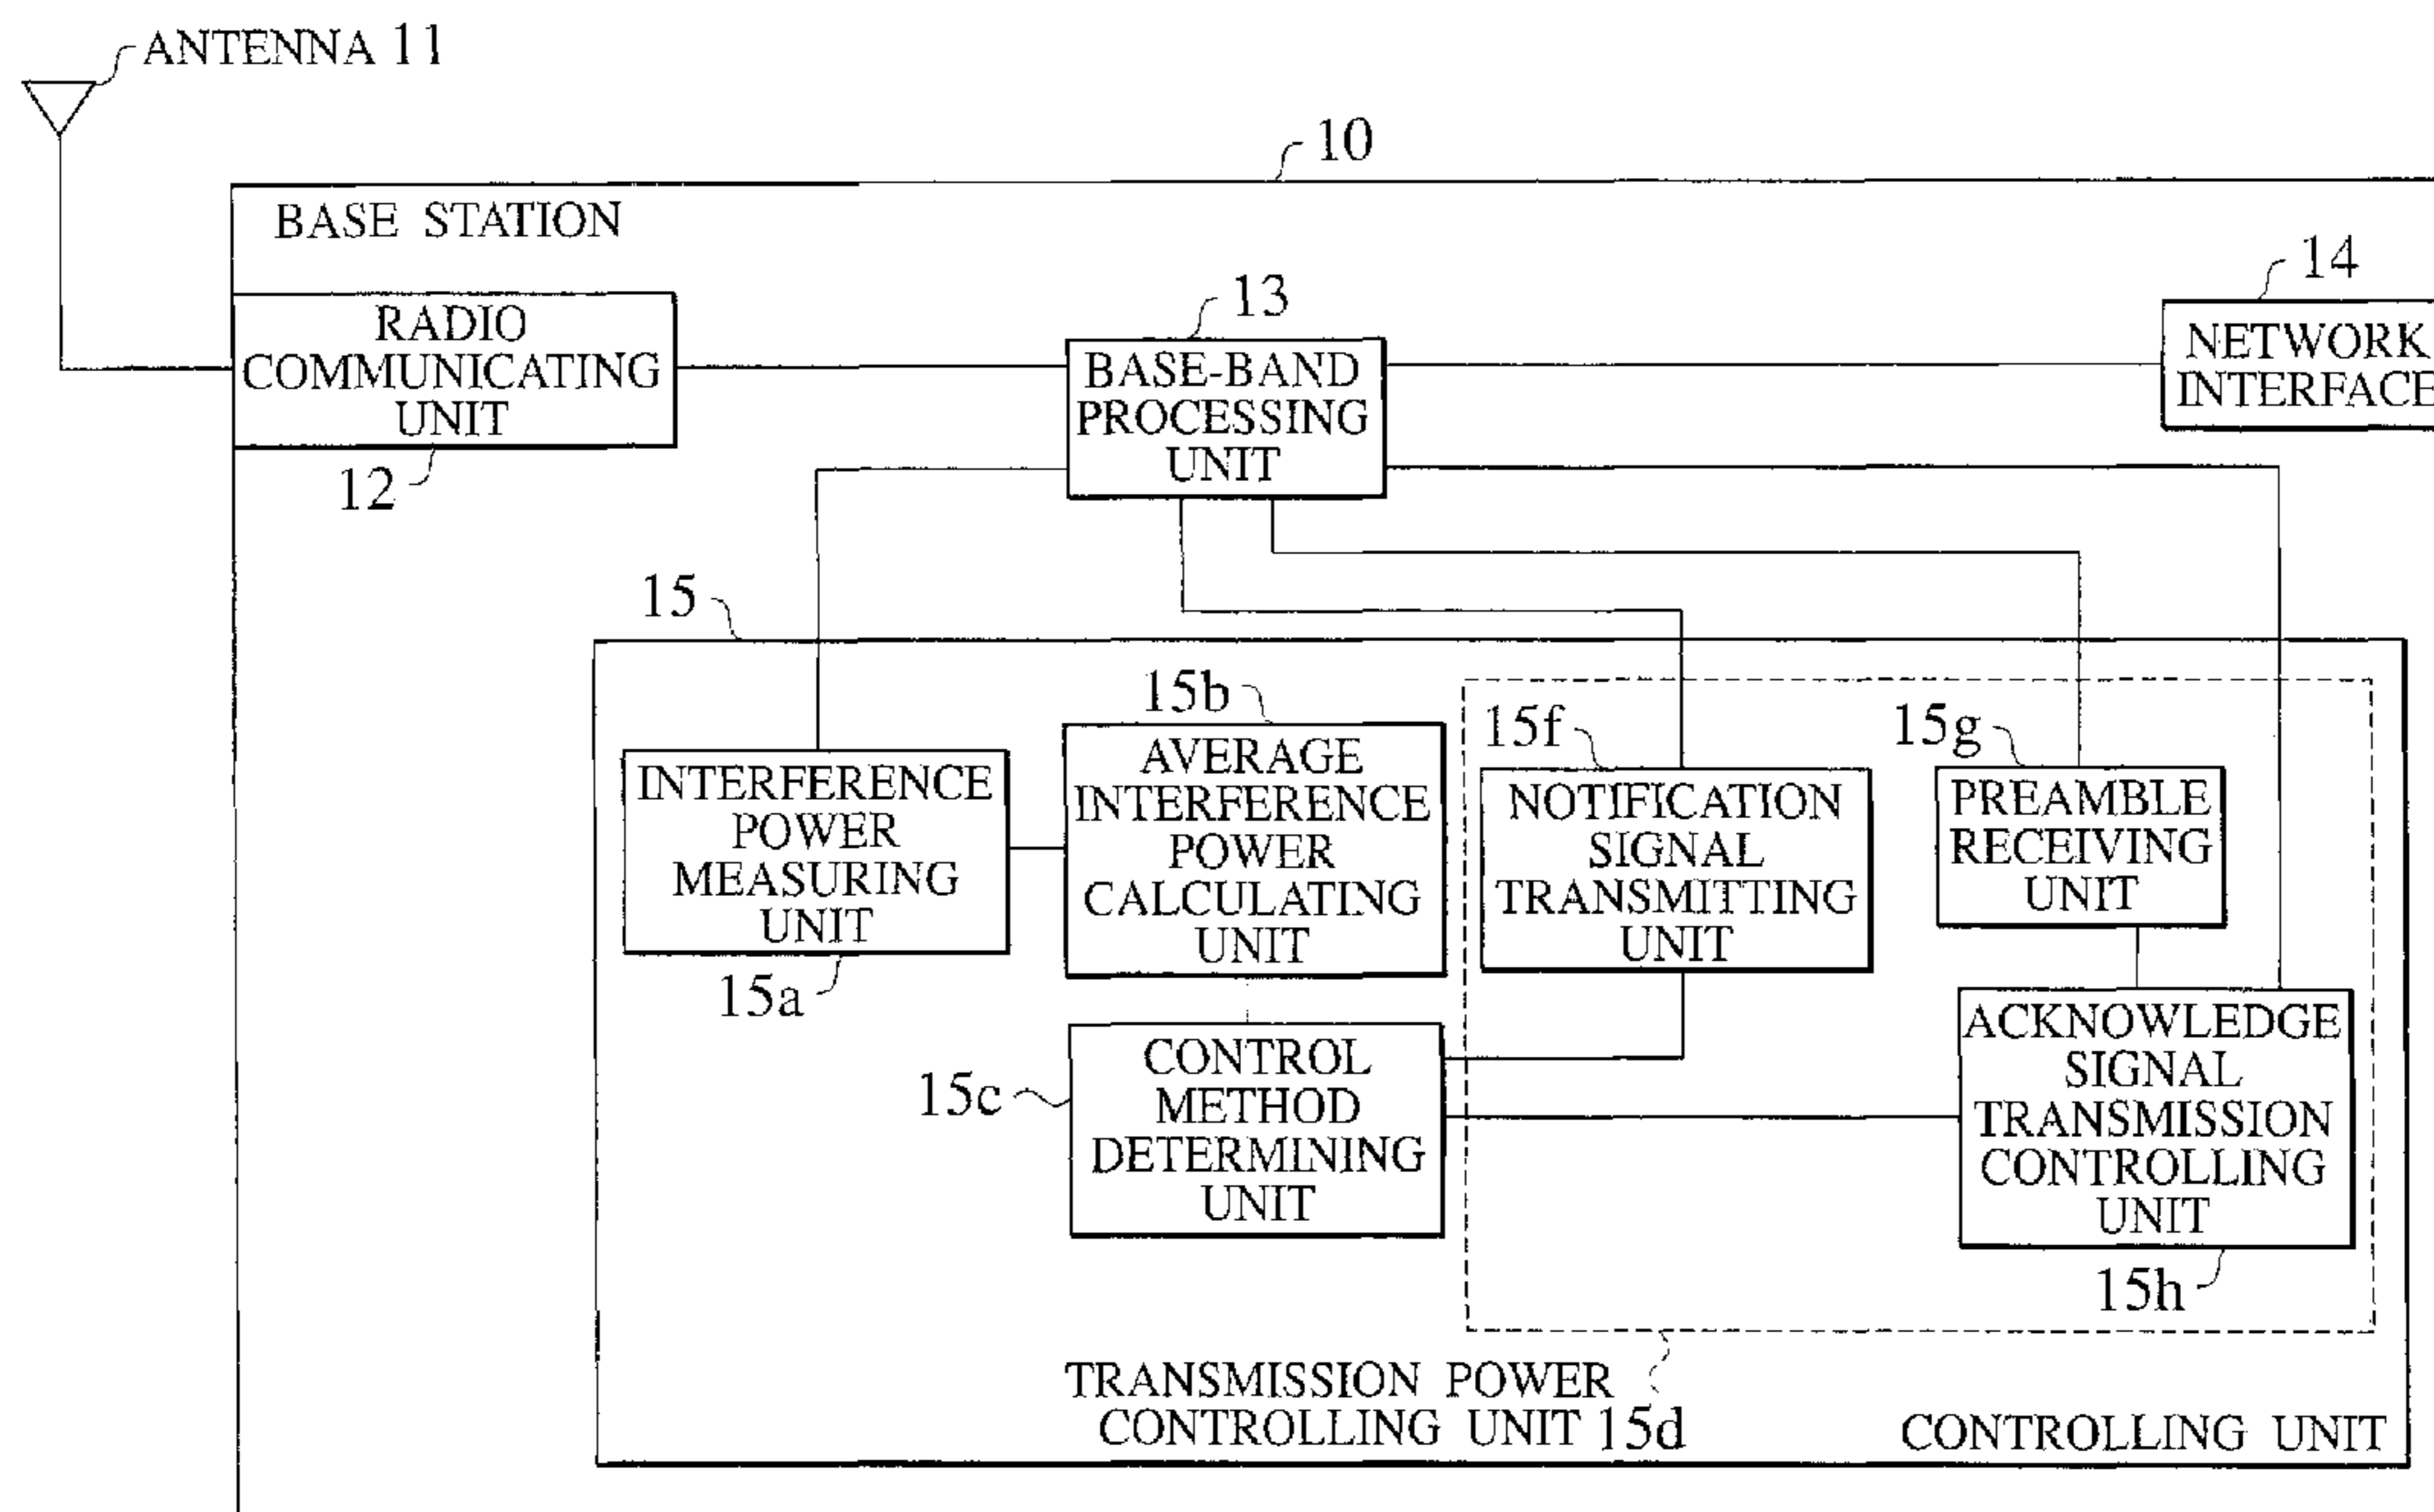 ANTENNA 11
10
BASE STATION
14
13
RADIO
COMMUNICATING
UNIT
12
BASE-BAND
PROCESSING
UNIT
NETWORK
INTERFACE
15
15b
15f
15g
INTERFERENCE
POWER
MEASURING
UNIT
15a
AVERAGE
INTERFERENCE
POWER
CALCULATING
UNIT
NOTIFICATION
SIGNAL
TRANSMITTING
UNIT
PREAMBLE
RECEIVING
UNIT
15c
CONTROL
METHOD
DETERMINING
UNIT
ACKNOWLEDGE
SIGNAL
TRANSMISSION
CONTROLLING
UNIT
15h
TRANSMISSION POWER
CONTROLLING UNIT 15d
CONTROLLING UNIT